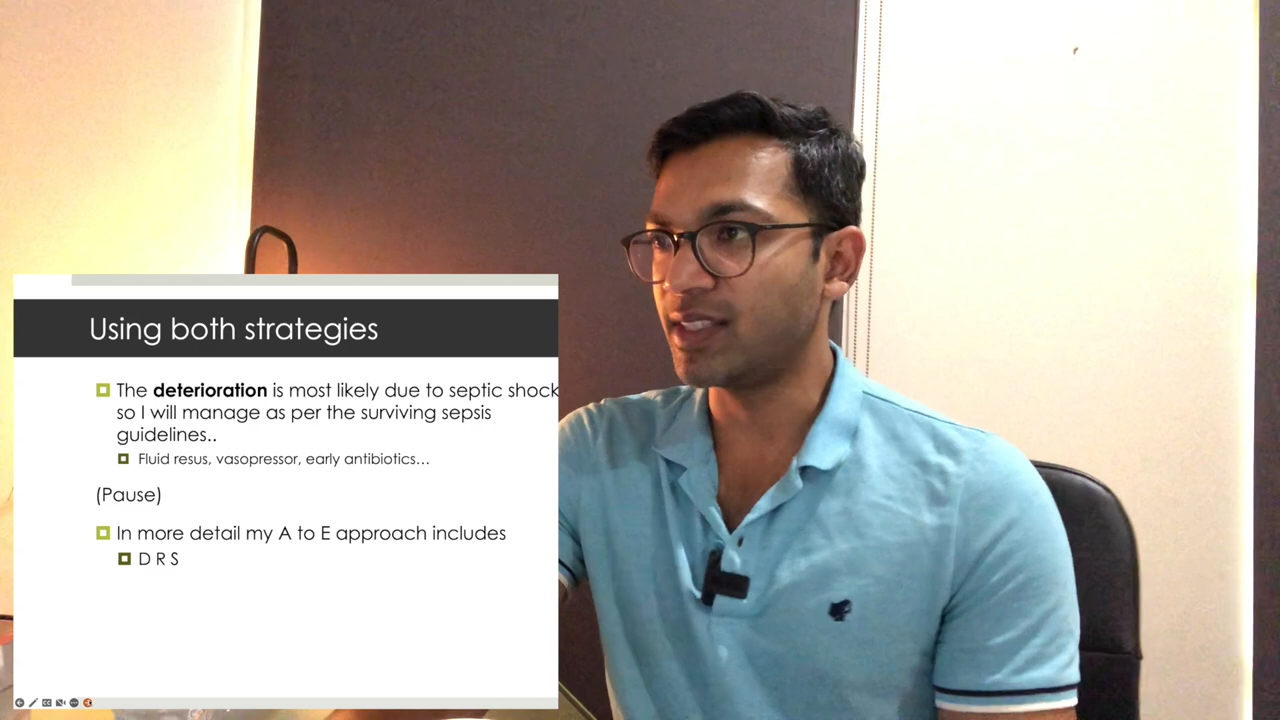 Using both strategies
The deterioration is most likely due to septic shock
so I will manage as per the surviving sepsis
guidelines..
Fluid resus, vasopressor, early antibiotics…
(Pause)
In more detail my A to E approach includes
D R S